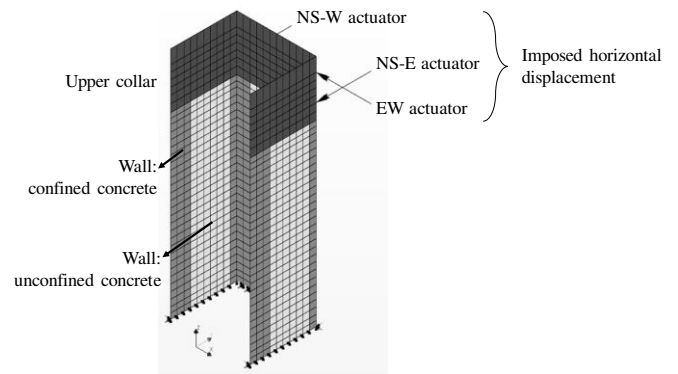 NS-W actuator
NS-E actuator
EW actuator
Imposed horizontal
displacement
Upper collar
Wall:
confined concrete
Wall:
unconfined concrete